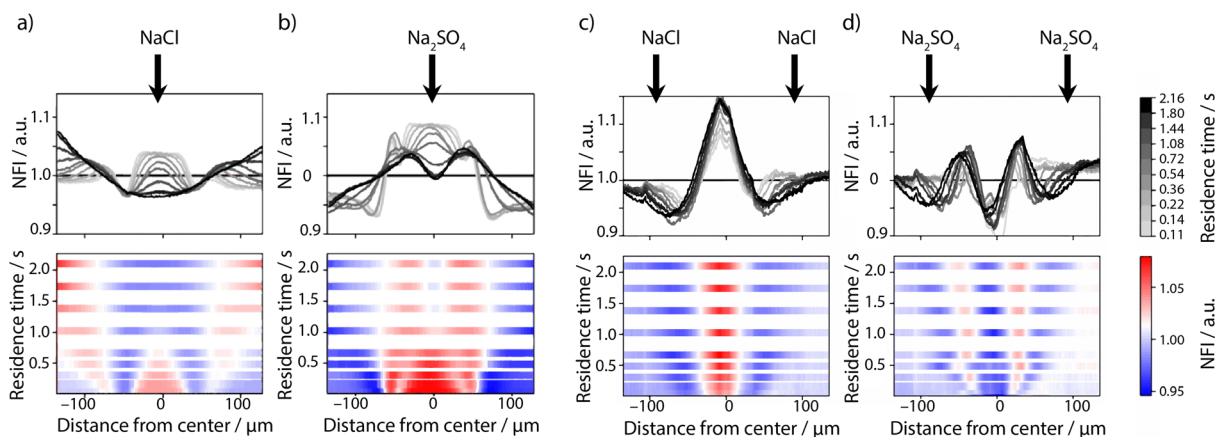 a)
NaCl
NFI / a.u.
1.1
1.0
0.9
Residence time / s
2.0
1.5
1.0
0.5
−100
0
100
Distance from center / µm
b)
Na₂SO₄
NFI / a.u.
1.1
0
0.9
Residence time / s
2.0
1.5
1.0
0.5
−100
0
100
Distance from center / µm
c)
NaCl
NaCl
NFI / a.u.
1.1
1.0
0.9
Residence time / s
2.0
1.5
1.0
0.5
−100
0
100
Distance from center / µm
d)
Na₂SO₄
Na₂SO₄
NFI / a.u.
1.1
0
0.9
Residence time / s
2.0
1.5
1.0
0.5
−100
0
100
Distance from center / µm
2.16
1.80
1.44
1.08
0.72
0.54
0.36
0.22
0.14
0.11
Residence time / s
1.05
1.00
0.95
NFI / a.u.